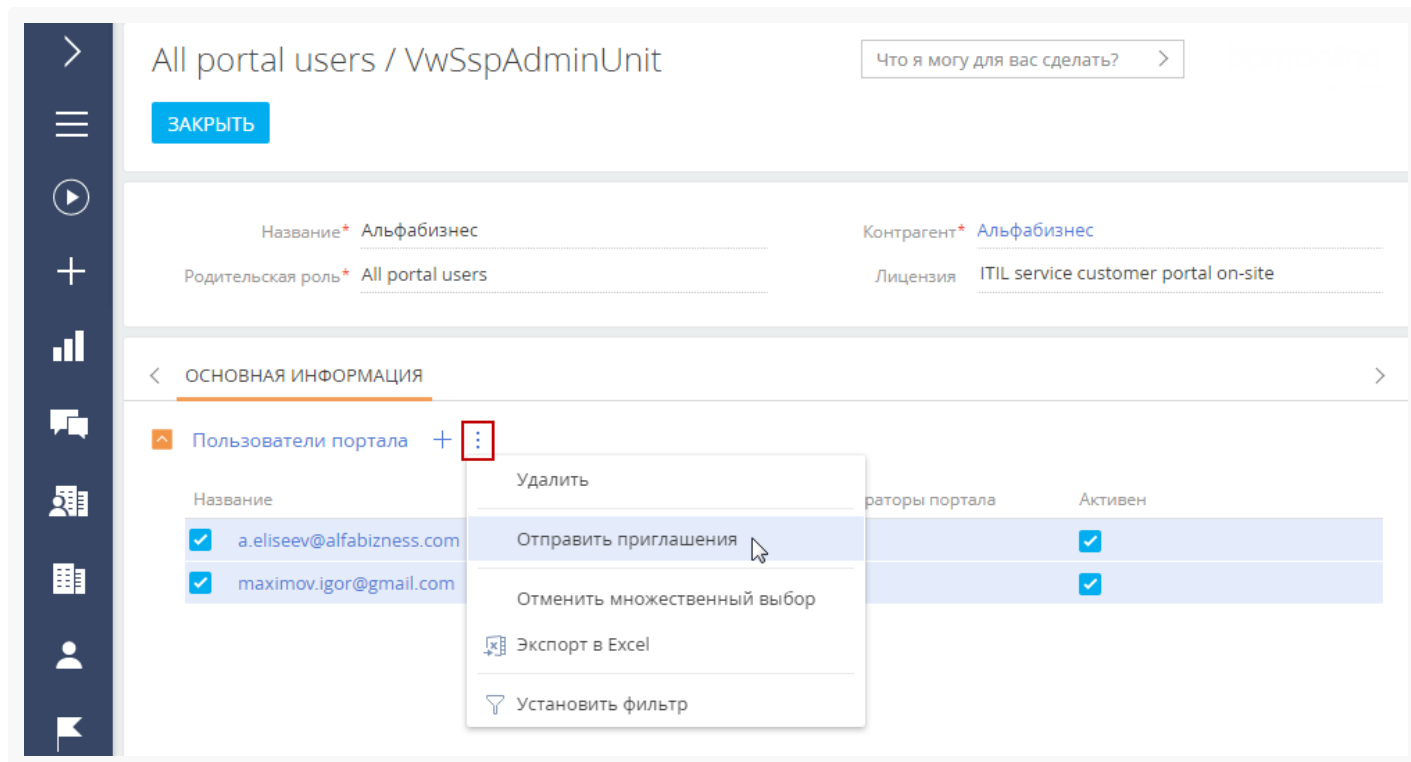 All portal users / VwSspAdminUnit
Что я могу для вас сделать?
ЗАКРЫТЬ
Название* Альфабизнес
Контрагент* Альфабизнес
Родительская роль* All portal users
Лицензия ITIL service customer portal on-site
ОСНОВНАЯ ИНФОРМАЦИЯ
Пользователи портала
Удалить
Название
раторы портала
Активен
a.eliseev@alfabizness.com
Отправить приглашения
maximov.igor@gmail.com
Отменить множественный выбор
Экспорт в Excel
Установить фильтр